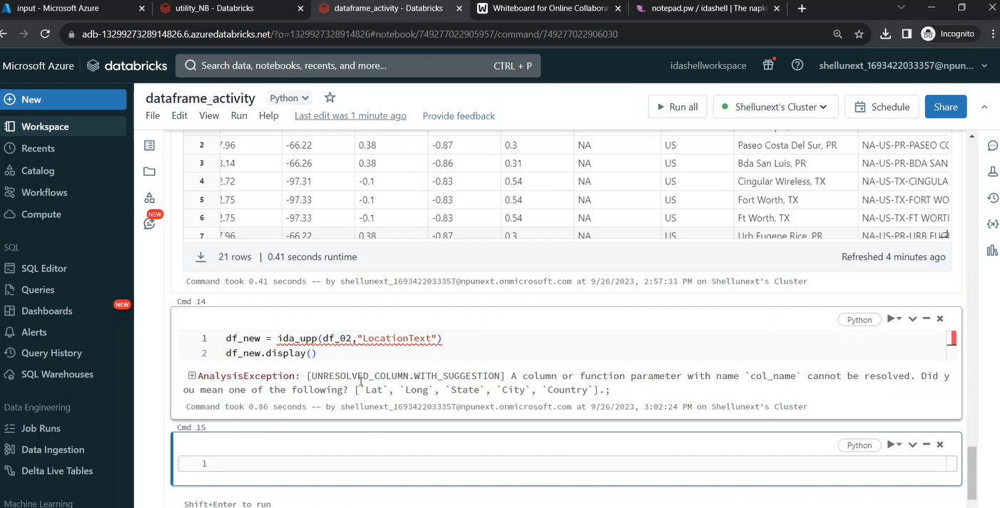 input - Microsoft Azure
utility_NB - Databricks
dataframe_activity - Databricks
Whiteboard for Online Collabora
notepad.pw / idashell | The napk
adb-1329927328914826.6.azuredatabricks.net/?o=1329927328914826#notebook/749277022905957/command/749277022906030
Incognito
Microsoft Azure
databricks
Search data, notebooks, recents, and more...
CTRL + P
idashellworkspace
shellunext_1693422033357@npun...
New
Workspace
Recents
Catalog
Workflows
Compute
SQL
SQL Editor
Queries
Dashboards
NEW
Alerts
Query History
SQL Warehouses
Data Engineering
Job Runs
Data Ingestion
Delta Live Tables
Machine Learning
dataframe_activity
Python
File Edit View Run Help Last edit was 1 minute ago Provide feedback
Run all
Shellunext's Cluster
Schedule
Share
NEW
2 7.96 -66.22 0.38 -0.87 0.3 NA US Paseo Costa Del Sur, PR NA-US-PR-PASEO CO
3 3.14 -66.26 0.38 -0.86 0.31 NA US Bda San Luis, PR NA-US-PR-BDA SAN
4 2.72 -97.31 -0.1 -0.83 0.54 NA US Cingular Wireless, TX NA-US-TX-CINGULA
5 2.75 -97.33 -0.1 -0.83 0.54 NA US Fort Worth, TX NA-US-TX-FORT WO
6 2.75 -97.33 -0.1 -0.83 0.54 NA US Ft Worth, TX NA-US-TX-FT WORTH
7 7.96 -66.22 0.38 -0.87 0.3 NA US Urb Eugene Rice, PR NA-US-PR-URB EUG
21 rows | 0.41 seconds runtime
Refreshed 4 minutes ago
Command took 0.41 seconds -- by shellunext_1693422033357@npunext.onmicrosoft.com at 9/26/2023, 2:57:33 PM on Shellunext's Cluster
Cmd 14
Python
1 df_new = ida_upp(df_02,"LocationText")
2 df_new.display()
AnalysisException: [UNRESOLVED_COLUMN.WITH_SUGGESTION] A column or function parameter with name `col_name` cannot be resolved. Did y
ou mean one of the following? [`Lat`, `Long`, `State`, `City`, `Country`].;
Command took 0.86 seconds -- by shellunext_1693422033357@npunext.onmicrosoft.com at 9/26/2023, 3:02:24 PM on Shellunext's Cluster
Cmd 15
Python
1
Shift+Enter to run